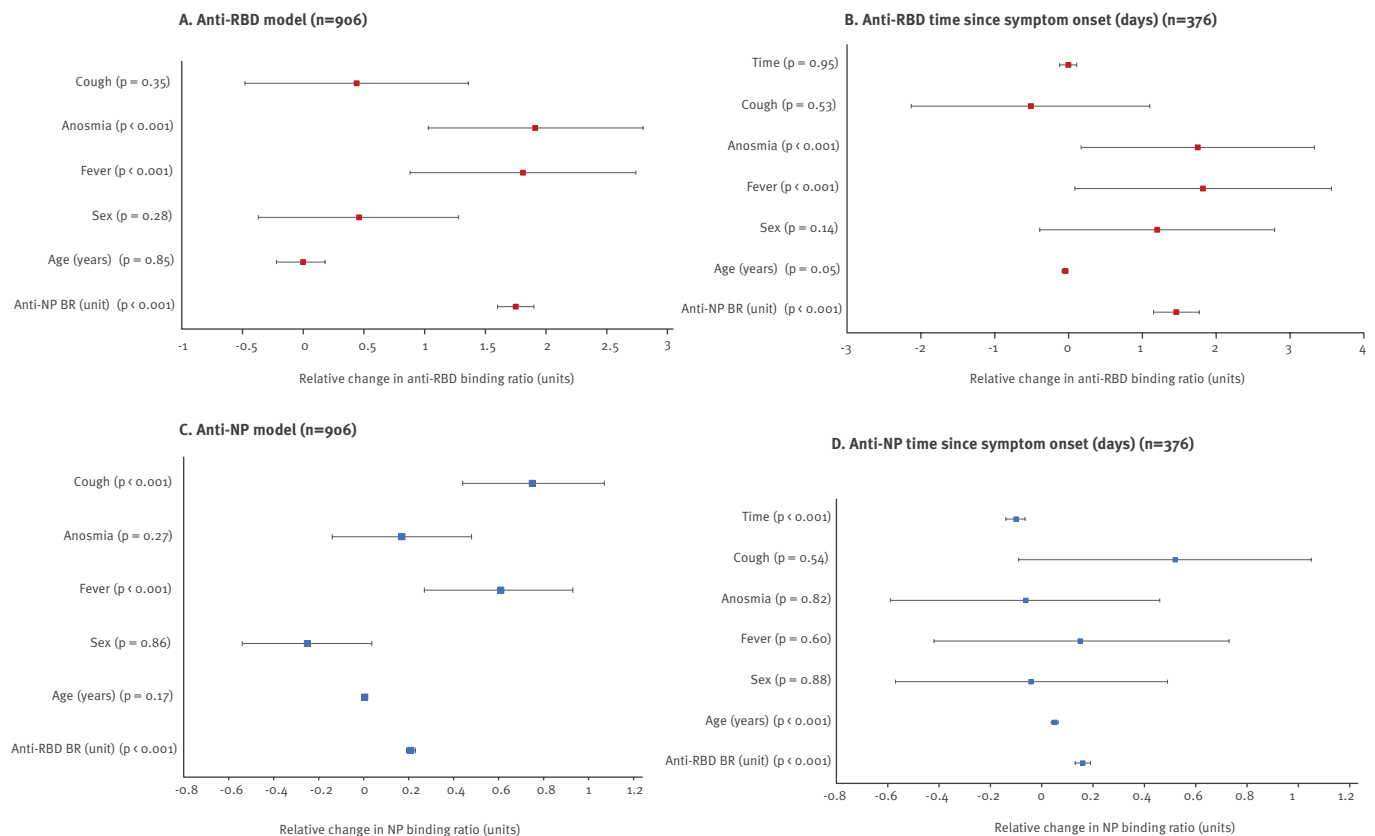 A. Anti-RBD model (n=906)
Cough (p = 0.35)
Anosmia (p < 0.001)
Fever (p < 0.001)
Sex (p = 0.28)
Age (years) (p = 0.85)
Anti-NP BR (unit) (p < 0.001)
-1 -0.5 0 0.5 1 1.5 2 2.5 3
Relative change in anti-RBD binding ratio (units)
B. Anti-RBD time since symptom onset (days) (n=376)
Time (p = 0.95)
Cough (p = 0.53)
Anosmia (p < 0.001)
Fever (p < 0.001)
Sex (p = 0.14)
Age (years) (p = 0.05)
Anti-NP BR (unit) (p < 0.001)
-3 -2 -1 0 1 2 3 4
Relative change in anti-RBD binding ratio (units)
C. Anti-NP model (n=906)
Cough (p < 0.001)
Anosmia (p = 0.27)
Fever (p < 0.001)
Sex (p = 0.86)
Age (years) (p = 0.17)
Anti-RBD BR (unit) (p < 0.001)
-0.8 -0.6 -0.4 -0.2 0 0.2 0.4 0.6 0.8 1 1.2
Relative change in NP binding ratio (units)
D. Anti-NP time since symptom onset (days) (n=376)
Time (p < 0.001)
Cough (p = 0.54)
Anosmia (p = 0.82)
Fever (p = 0.60)
Sex (p = 0.88)
Age (years) (p < 0.001)
Anti-RBD BR (unit) (p < 0.001)
-0.8 -0.6 -0.4 -0.2 0 0.2 0.4 0.6 0.8 1 1.2
Relative change in NP binding ratio (units)